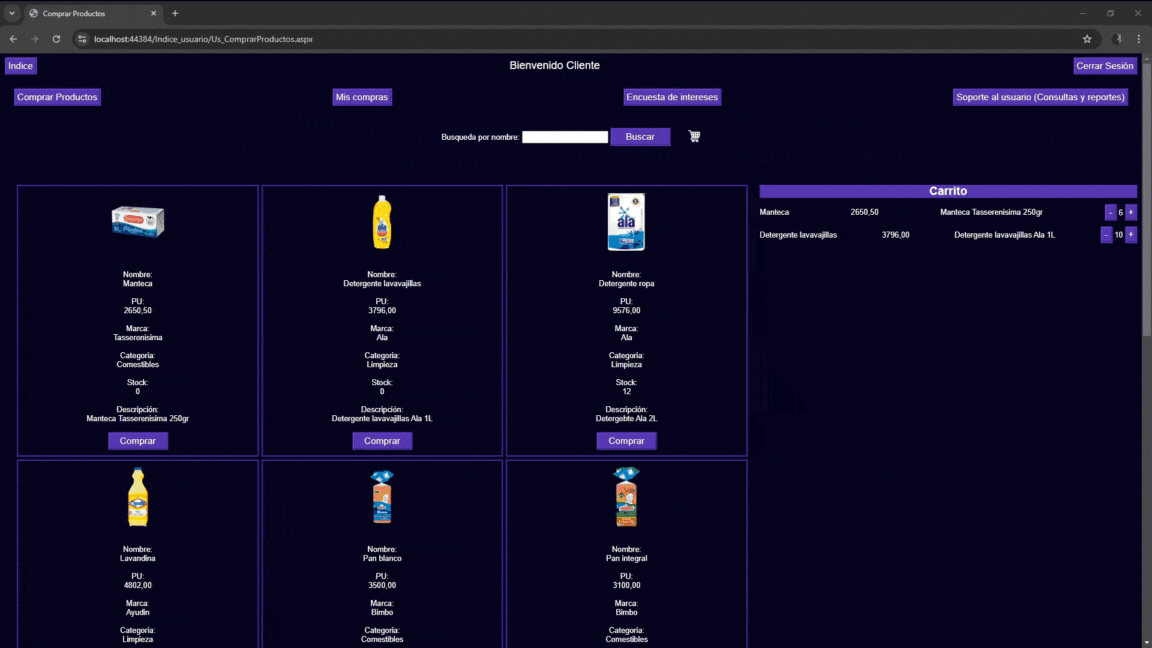 Comprar Productos
localhost:44384/Indice_usuario/Us_ComprarProductos.aspx
Indice
Bienvenido Cliente
Cerrar Sesión
Comprar Productos
Mis compras
Encuesta de intereses
Soporte al usuario (Consultas y reportes)
Busqueda por nombre:
Buscar
Nombre:
Manteca
PU:
2650,50
Marca:
Tasserenisima
Categoria:
Comestibles
Stock:
0
Descripción:
Manteca Tasserenisima 250gr
Comprar
ala
Nombre:
Detergente lavavajillas
PU:
3796,00
Marca:
Ala
Categoria:
Limpieza
Stock:
0
Descripción:
Detergente lavavajillas Ala 1L
Comprar
ala
Nombre:
Detergente ropa
PU:
9576,00
Marca:
Ala
Categoria:
Limpieza
Stock:
12
Descripción:
Detergebte Ala 2L
Comprar
Carrito
Manteca 2650,50 Manteca Tasserenisima 250gr - 6 +
Detergente lavavajillas 3796,00 Detergente lavavajillas Ala 1L - 10 +
Nombre:
Lavandina
PU:
4802,00
Marca:
Ayudin
Categoria:
Limpieza
Nombre:
Pan blanco
PU:
3500,00
Marca:
Bimbo
Categoria:
Comestibles
Nombre:
Pan integral
PU:
3100,00
Marca:
Bimbo
Categoria:
Comestibles